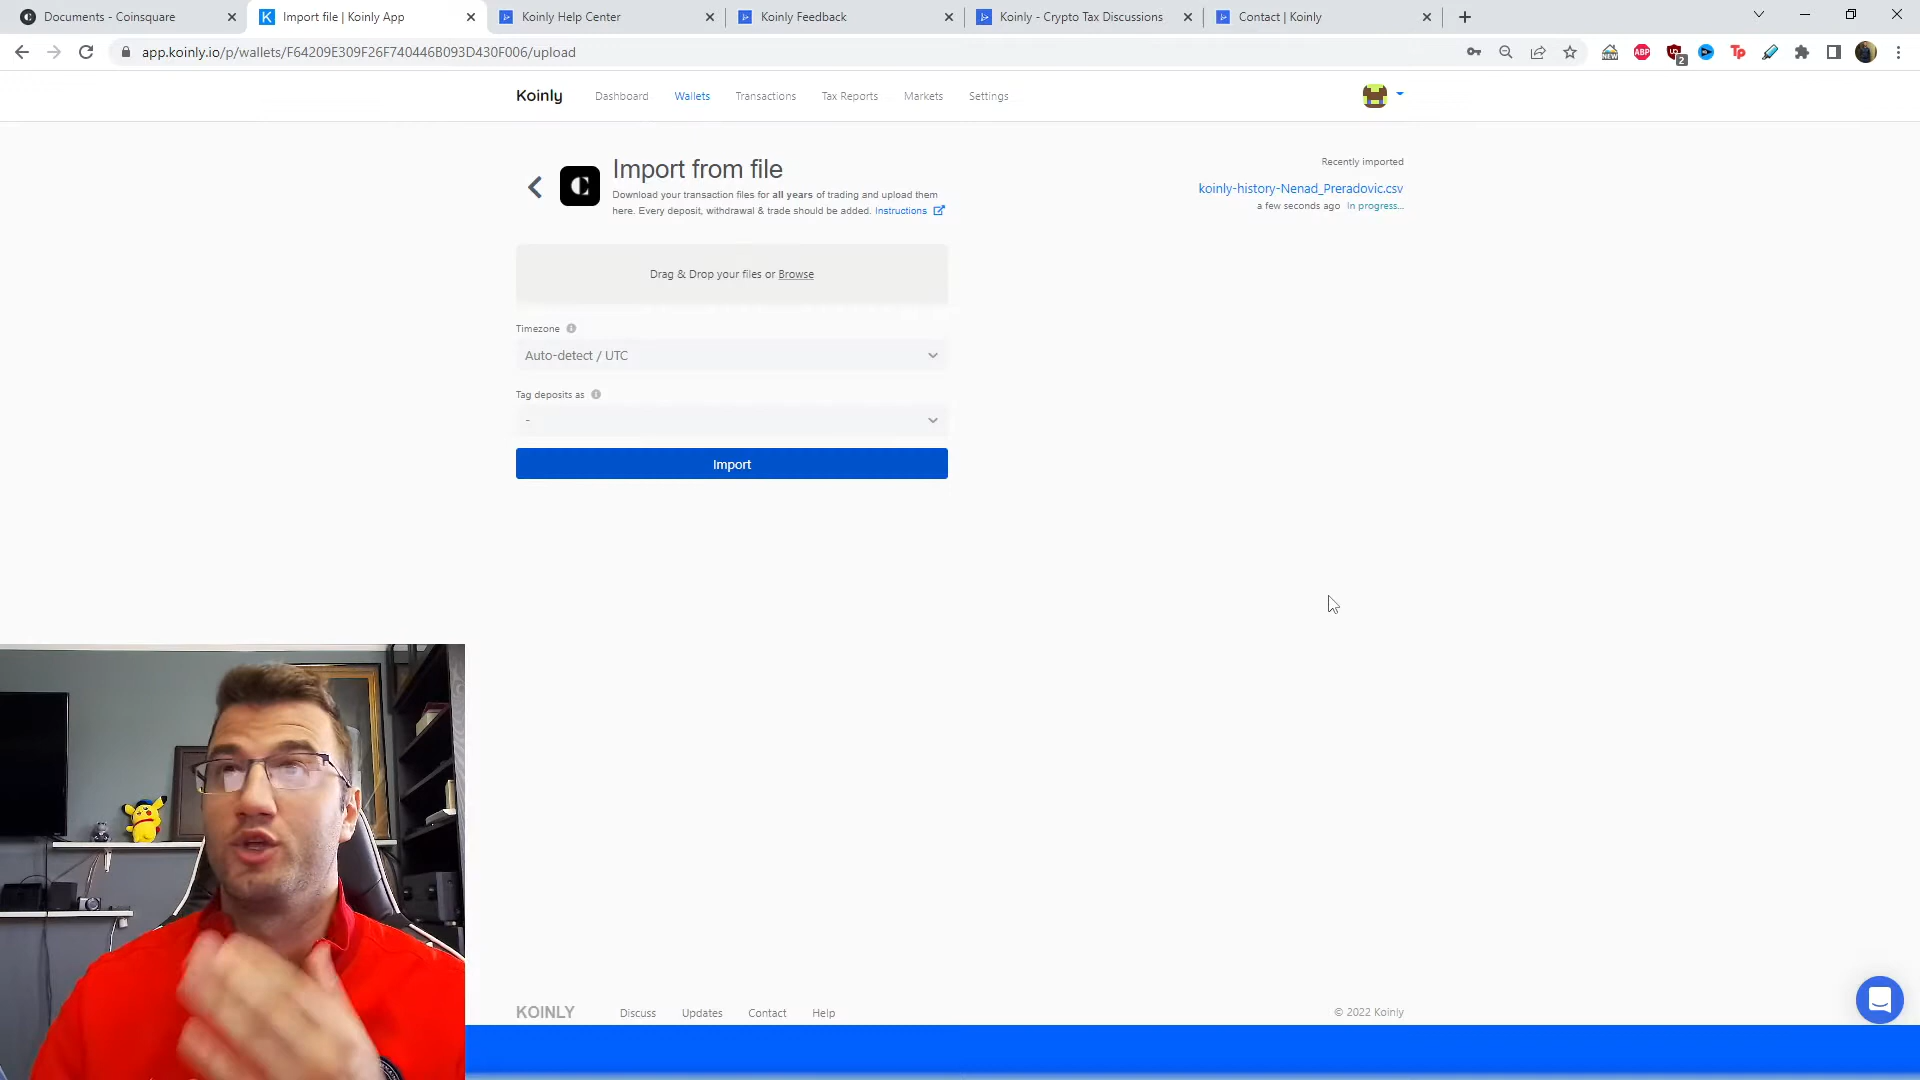 Documents - Coinsquare
Import file | Koinly App
Koinly Help Center
Koinly Feedback
Koinly - Crypto Tax Discussions
Contact | Koinly
app.koinly.io/p/wallets/F64209E309F26F740446B093D430F006/upload
NEW
ABP
2
Tp
Koinly
Dashboard
Wallets
Transactions
Tax Reports
Markets
Settings
Import from file
Download your transaction files for all years of trading and upload them
here. Every deposit, withdrawal & trade should be added. Instructions
Recently imported
koinly-history-Nenad_Preradovic.csv
a few seconds ago In progress...
Drag & Drop your files or Browse
Timezone
Auto-detect / UTC
Tag deposits as
-
Import
KOINLY
Discuss
Updates
Contact
Help
© 2022 Koinly